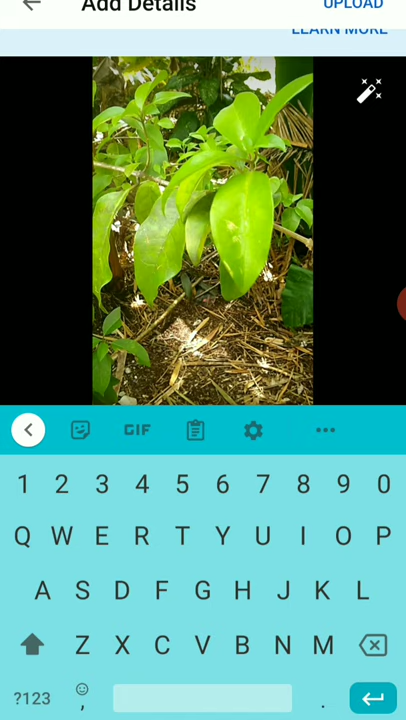 Add Details
UPLOAD
LEARN MORE
GIF
1 2 3 4 5 6 7 8 9 0
Q W E R T Y U I O P
A S D F G H J K L
Z X C V B N M
?123 , .